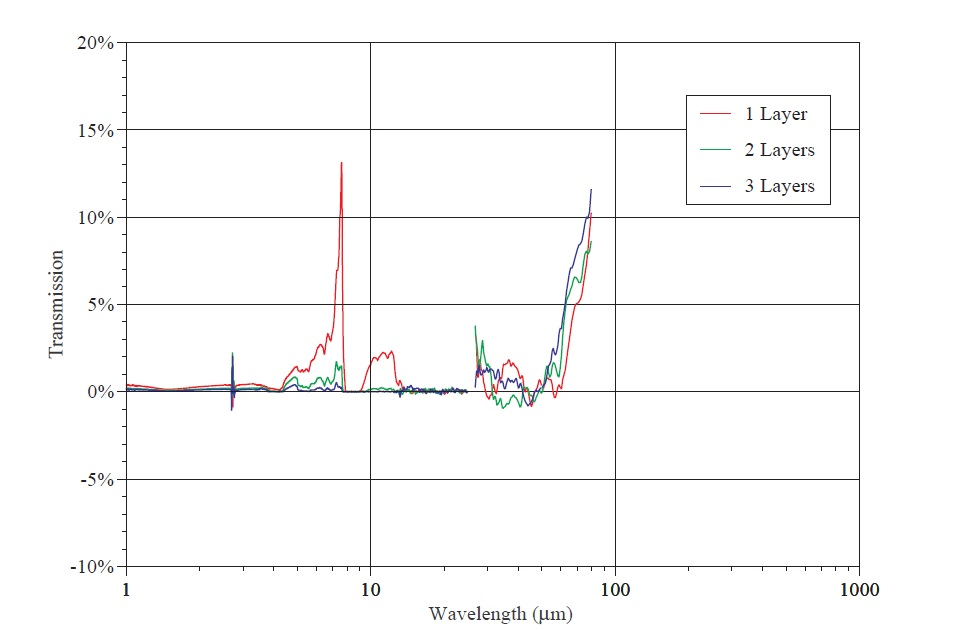 20%
15%
10%
5%
0%
-5%
-10%
Transmission
1 Layer
2 Layers
3 Layers
1 10 100 1000
Wavelength (μm)